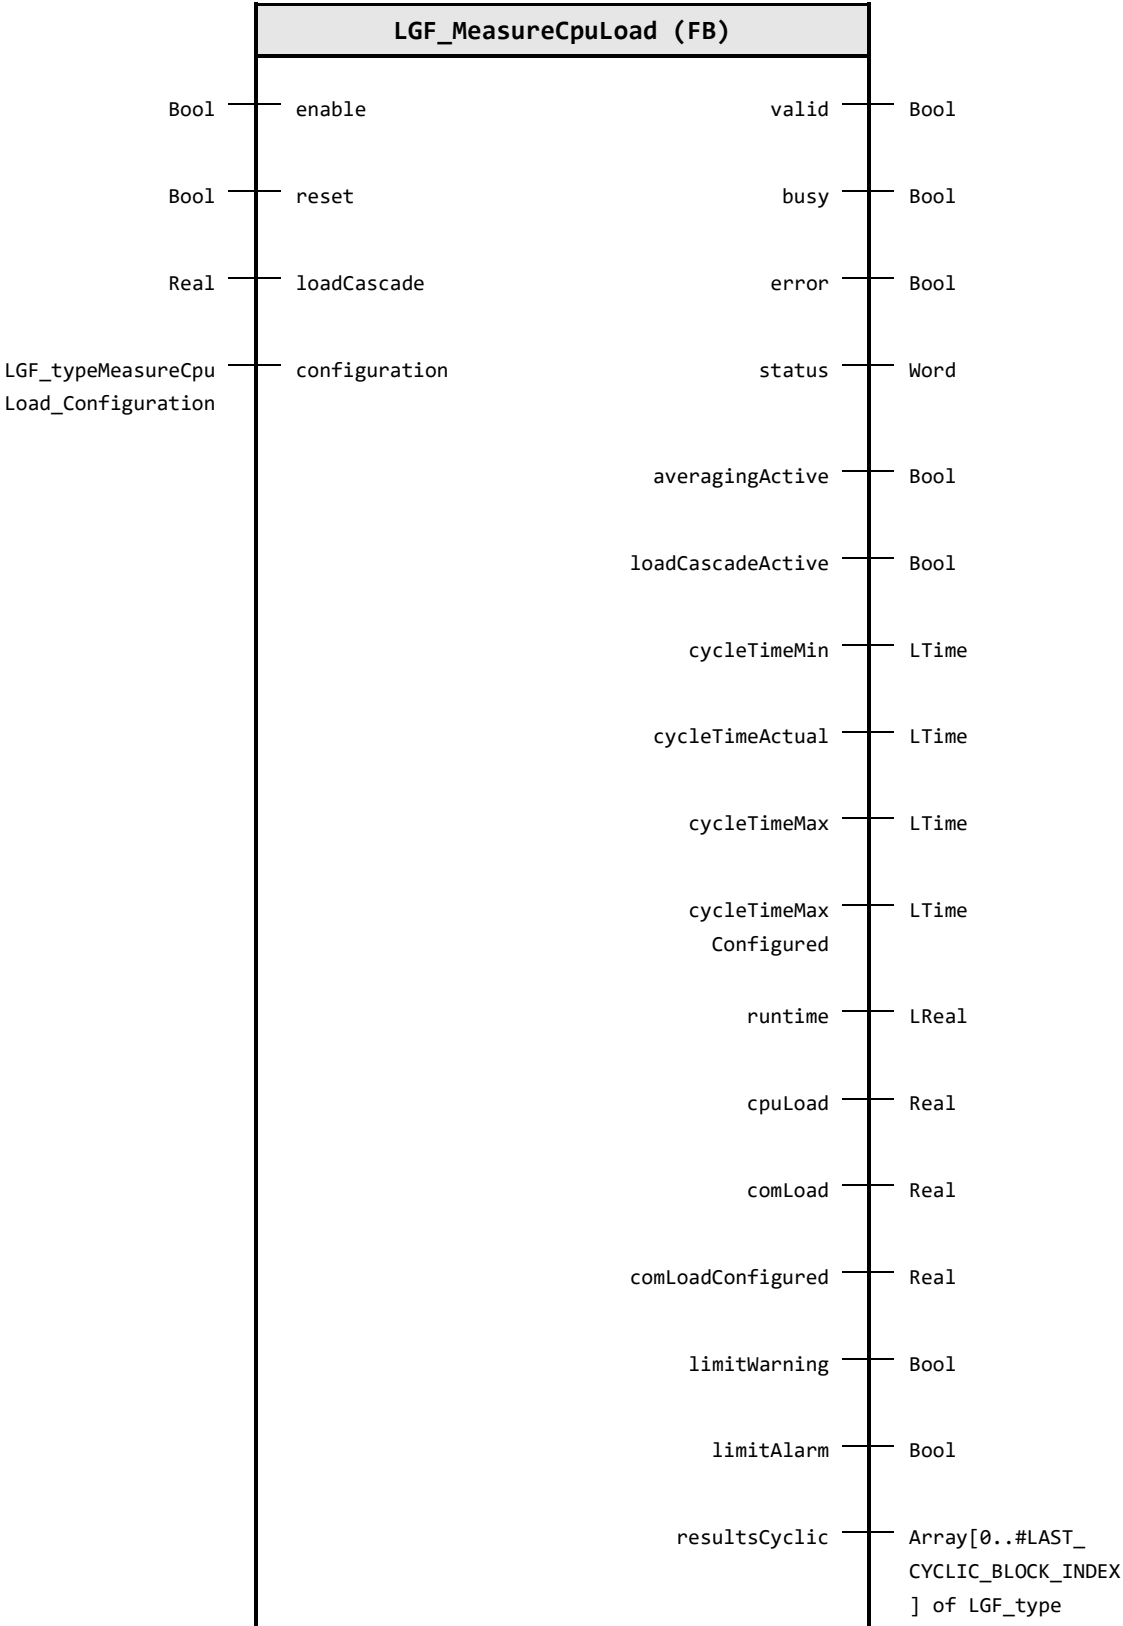 LGF_MeasureCpuLoad (FB)
Bool enable valid Bool
Bool reset busy Bool
Real loadCascade error Bool
LGF_typeMeasureCpu configuration status Word
Load_Configuration
averagingActive Bool
loadCascadeActive Bool
cycleTimeMin LTime
cycleTimeActual LTime
cycleTimeMax LTime
cycleTimeMax LTime
Configured
runtime LReal
cpuLoad Real
comLoad Real
comLoadConfigured Real
limitWarning Bool
limitAlarm Bool
resultsCyclic Array[0..#LAST_
CYCLIC_BLOCK_INDEX
] of LGF_type